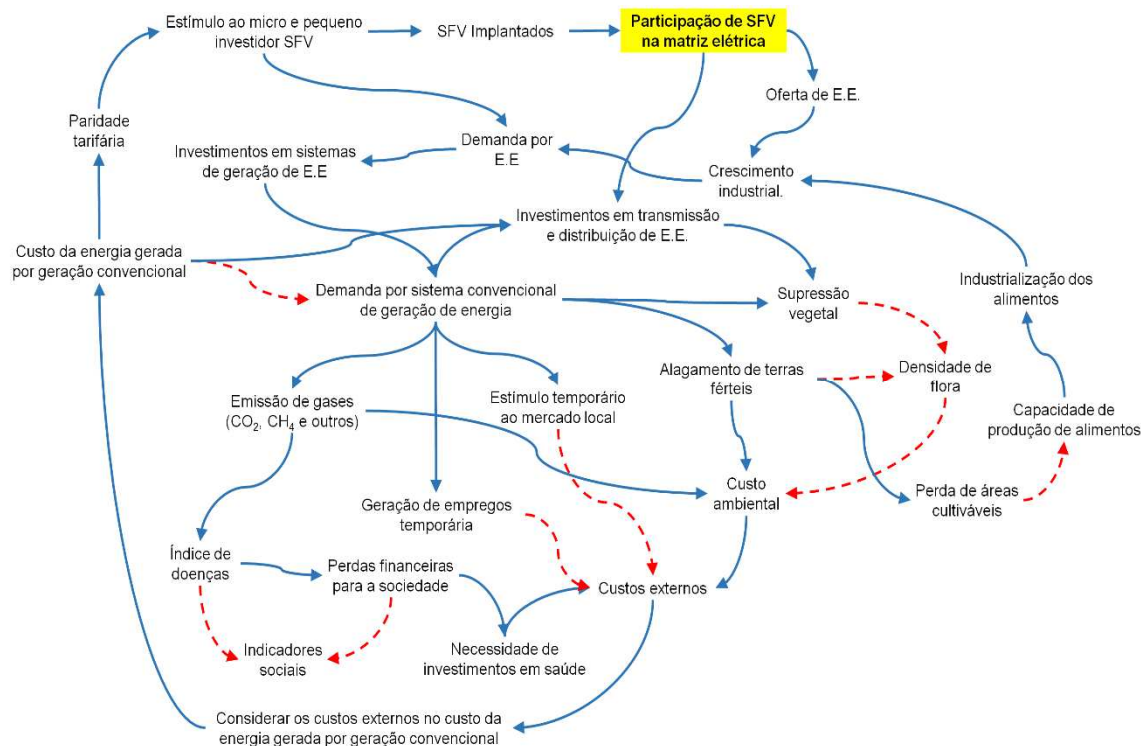 Estímulo ao micro e pequeno
investidor SFV
SFV Implantados
Participação de SFV
na matriz elétrica
Oferta de E.E.
Paridade
tarifária
Demanda por
E.E
Investimentos em sistemas
de geração de E.E
Crescimento
industrial.
Investimentos em transmissão
e distribuição de E.E.
Custo da energia gerada
por geração convencional
Industrialização dos
alimentos
Demanda por sistema convencional
de geração de energia
Supressão
vegetal
Densidade de
flora
Alagamento de terras
férteis
Emissão de gases
(CO2, CH4 e outros)
Estímulo temporário
ao mercado local
Capacidade de
produção de alimentos
Custo
ambiental
Perda de áreas
cultiváveis
Geração de empregos
temporária
Índice de
doenças
Perdas financeiras
para a sociedade
Custos externos
Indicadores
sociais
Necessidade de
investimentos em saúde
Considerar os custos externos no custo da
energia gerada por geração convencional